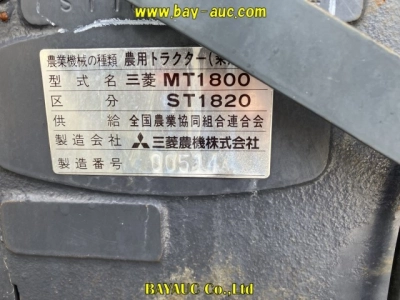 www.bay-auc.com
農業機械の種類 農用トラクター(乗
型式名 三菱 MT1800
区分 ST1820
供給 全国農業協同組合連合会
製造会社 三菱農機株式会社
製造番号
BAYAUC Co.,Ltd